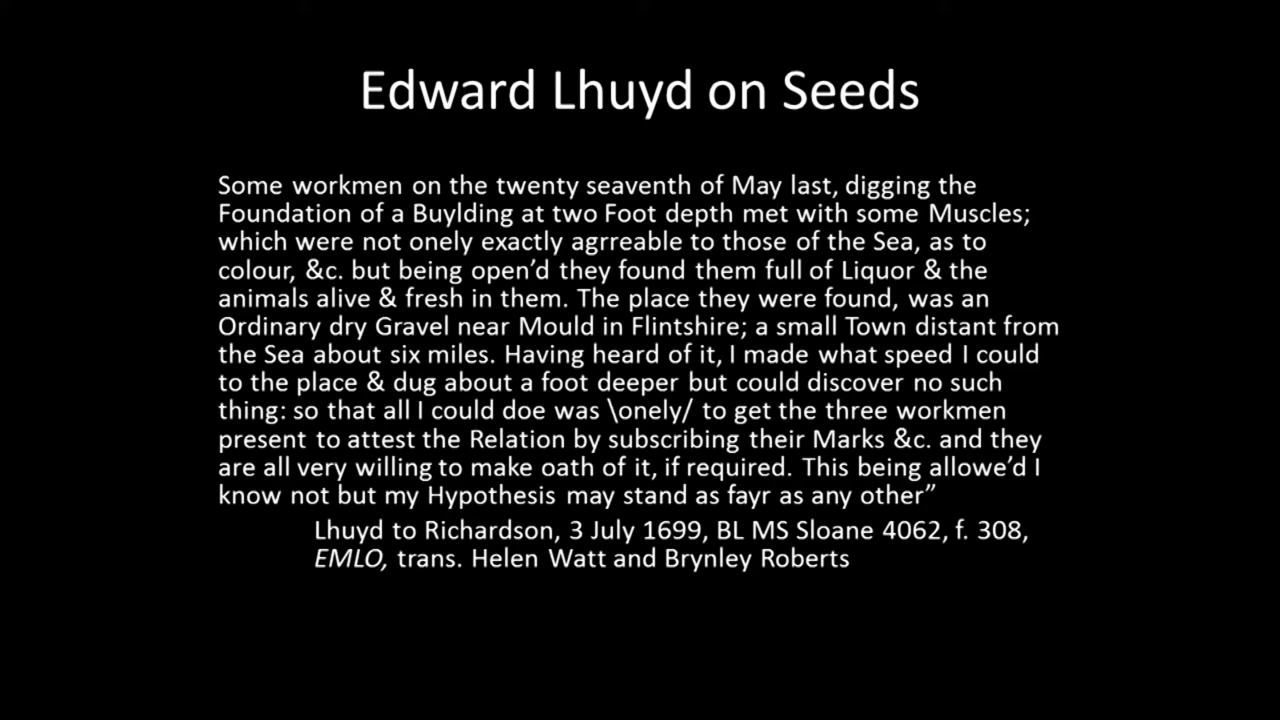 Edward Lhuyd on Seeds
Some workmen on the twenty seaventh of May last, digging the
Foundation of a Buylding at two Foot depth met with some Muscles;
which were not onely exactly agrreable to those of the Sea, as to
colour, &c. but being open’d they found them full of Liquor & the
animals alive & fresh in them. The place they were found, was an
Ordinary dry Gravel near Mould in Flintshire; a small Town distant from
the Sea about six miles. Having heard of it, I made what speed I could
to the place & dug about a foot deeper but could discover no such
thing: so that all I could doe was \onely/ to get the three workmen
present to attest the Relation by subscribing their Marks &c. and they
are all very willing to make oath of it, if required. This being allowe’d I
know not but my Hypothesis may stand as fayr as any other”
Lhuyd to Richardson, 3 July 1699, BL MS Sloane 4062, f. 308,
EMLO, trans. Helen Watt and Brynley Roberts